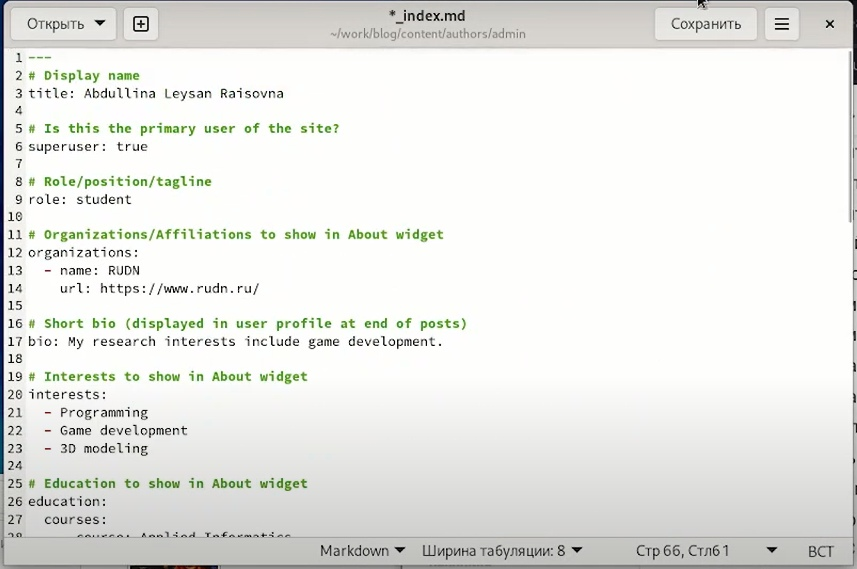 Открыть
*_index.md
~/work/blog/content/authors/admin
Сохранить
1 ---
2 # Display name
3 title: Abdullina Leysan Raisovna
4
5 # Is this the primary user of the site?
6 superuser: true
7
8 # Role/position/tagline
9 role: student
10
11 # Organizations/Affiliations to show in About widget
12 organizations:
13   - name: RUDN
14     url: https://www.rudn.ru/
15
16 # Short bio (displayed in user profile at end of posts)
17 bio: My research interests include game development.
18
19 # Interests to show in About widget
20 interests:
21   - Programming
22   - Game development
23   - 3D modeling
24
25 # Education to show in About widget
26 education:
27   courses:
28       course: Applied Informatics
Markdown Ширина табуляции: 8 Стр 66, Стлб1 ВСТ